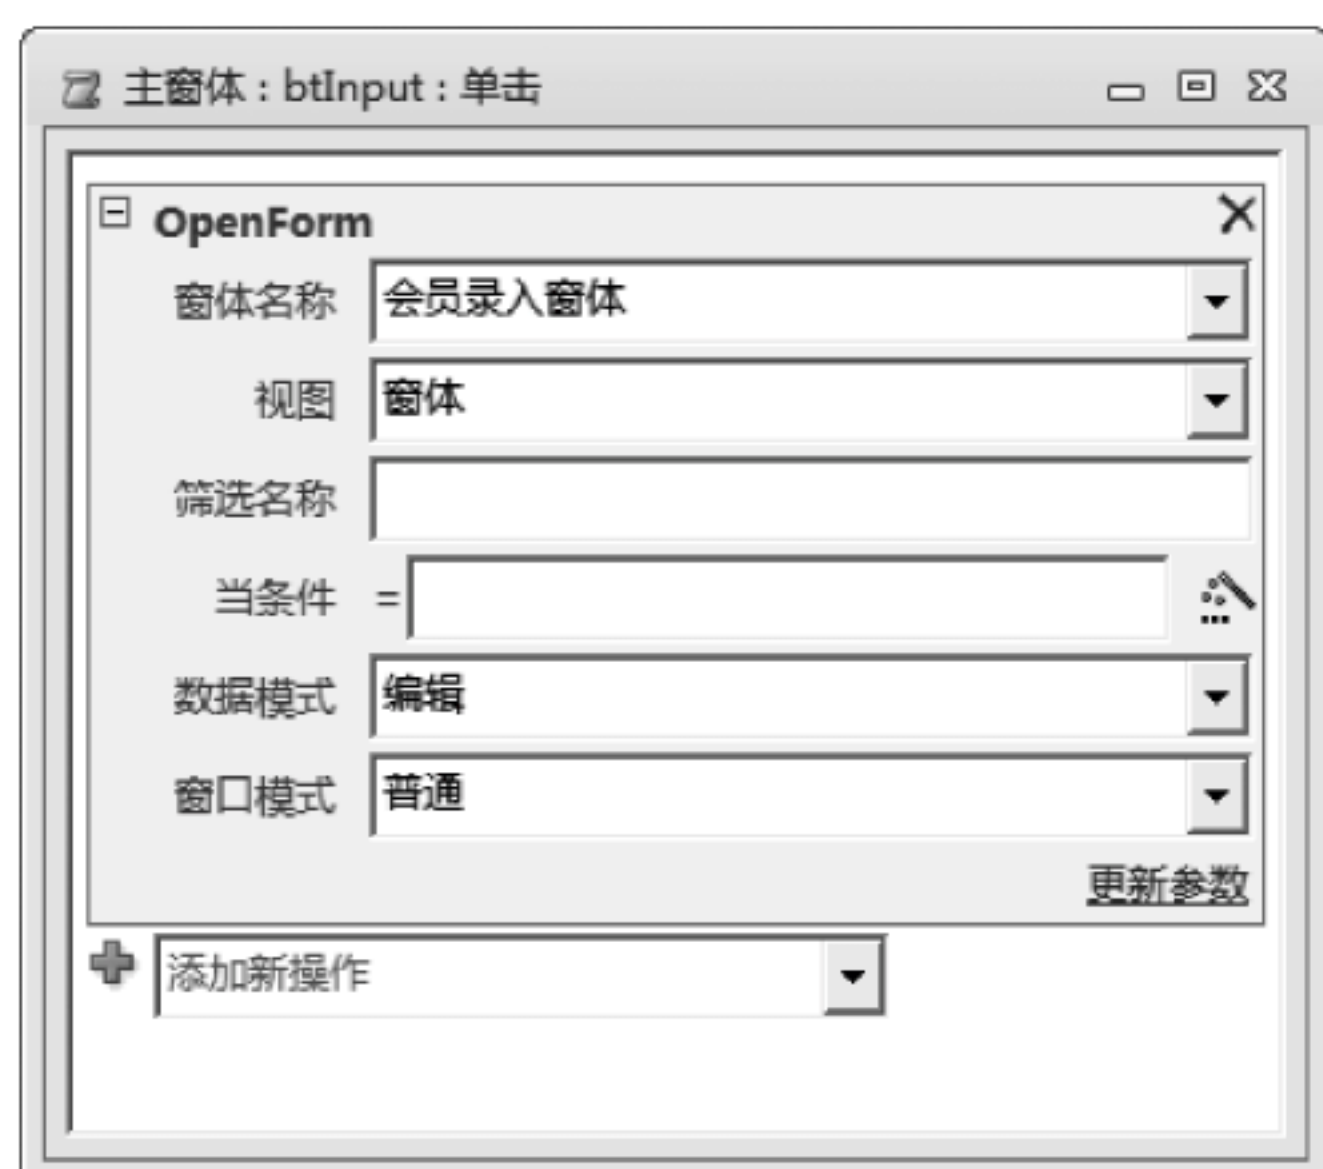 主窗体 : btInput : 单击
OpenForm
窗体名称 会员录入窗体
视图 窗体
筛选名称
当条件 =
数据模式 编辑
窗口模式 普通
更新参数
添加新操作